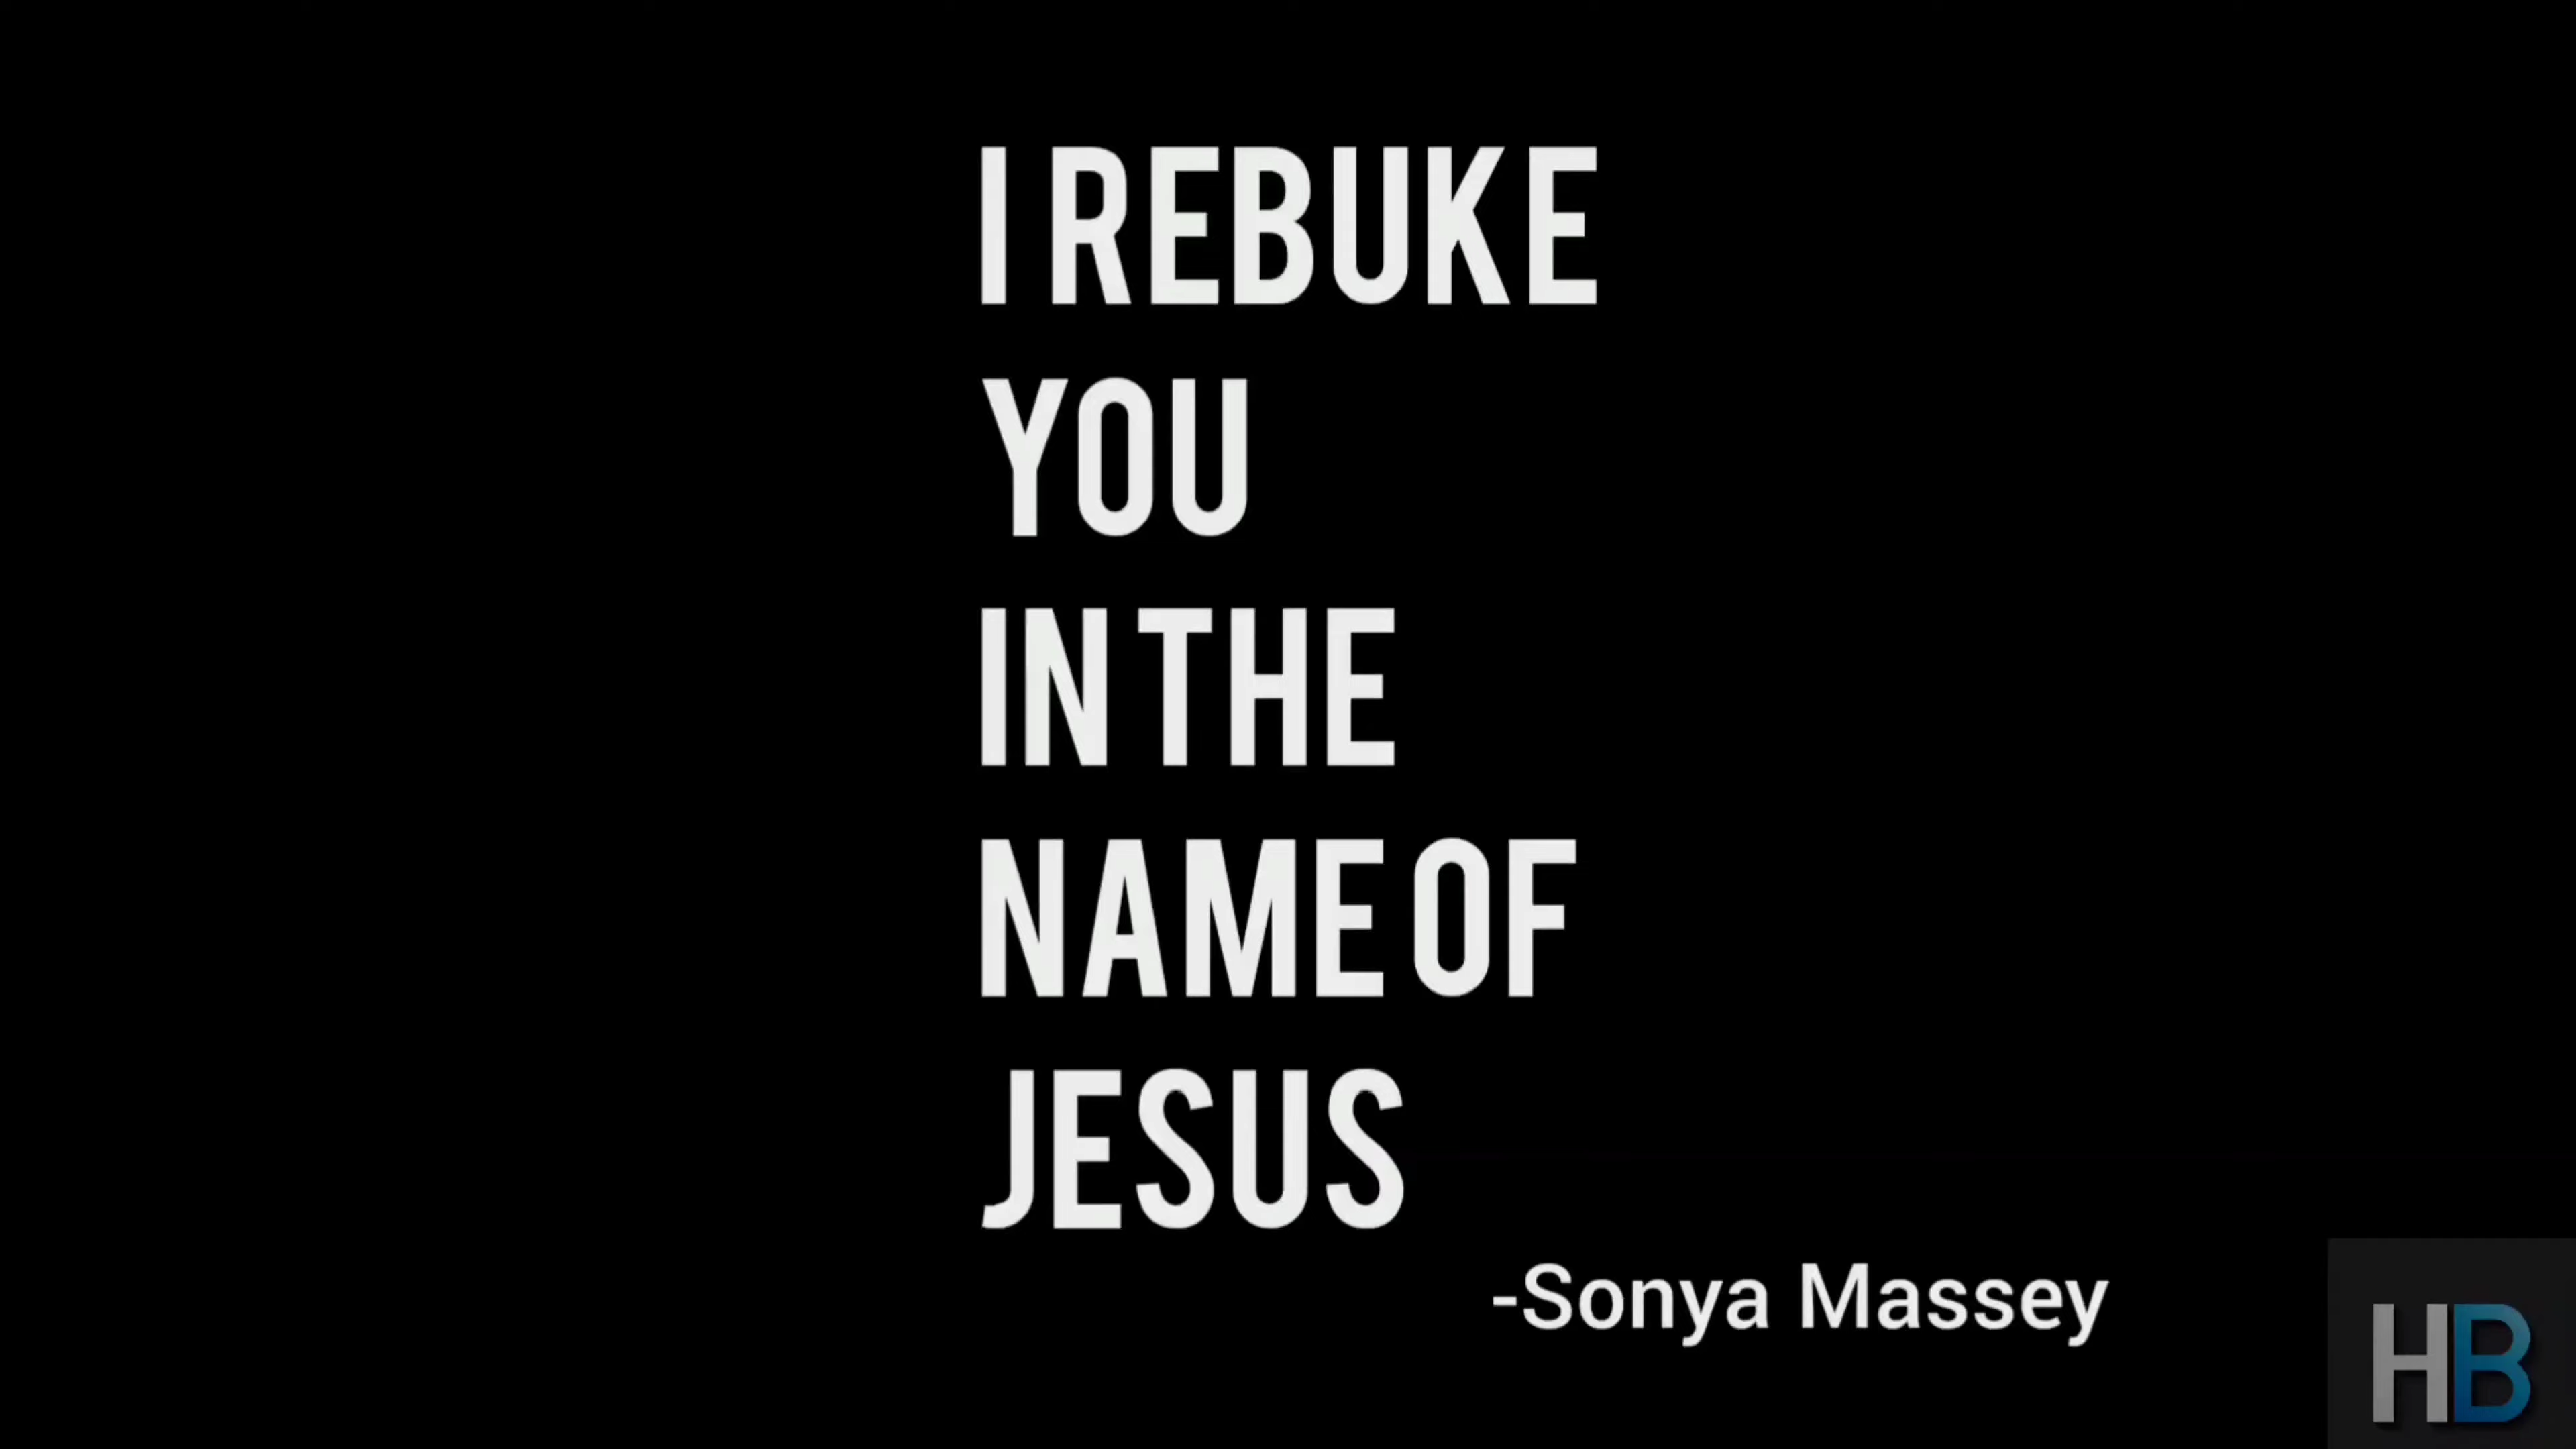 I REBUKE
YOU
IN THE
NAME OF
JESUS
-Sonya Massey
HB